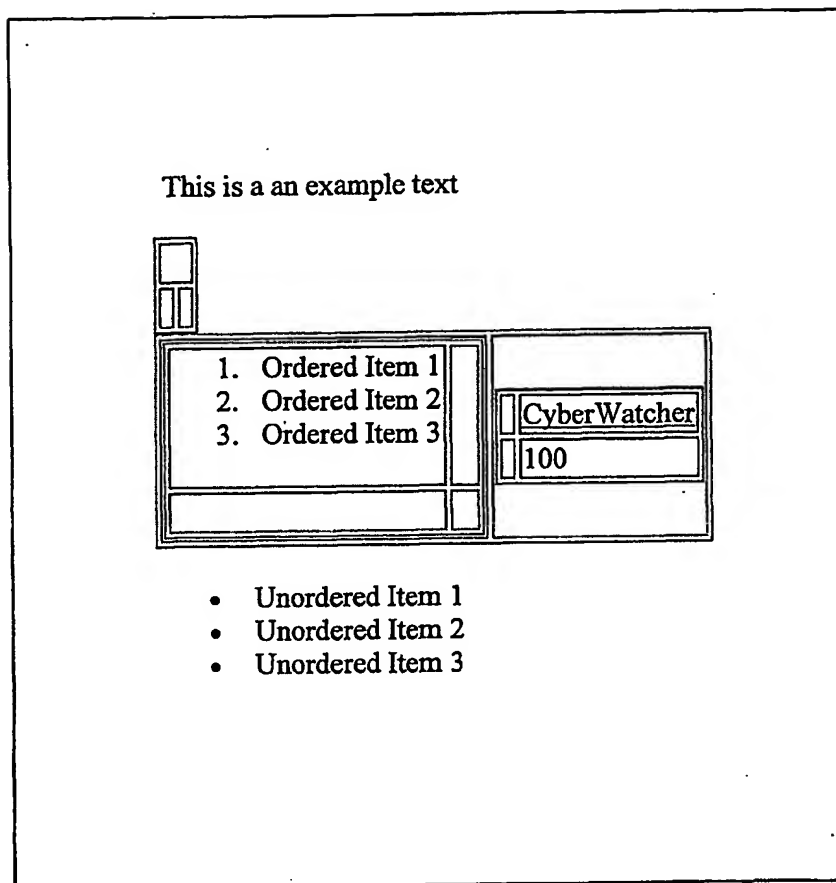 This is a an example text
1. Ordered Item 1
2. Ordered Item 2
3. Ordered Item 3
CyberWatcher
100
• Unordered Item 1
• Unordered Item 2
• Unordered Item 3